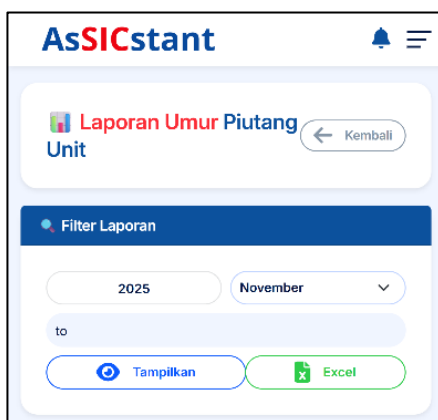 AsSICstant
Laporan Umur Piutang
Unit
Kembali
Filter Laporan
2025 November
to
Tampilkan Excel